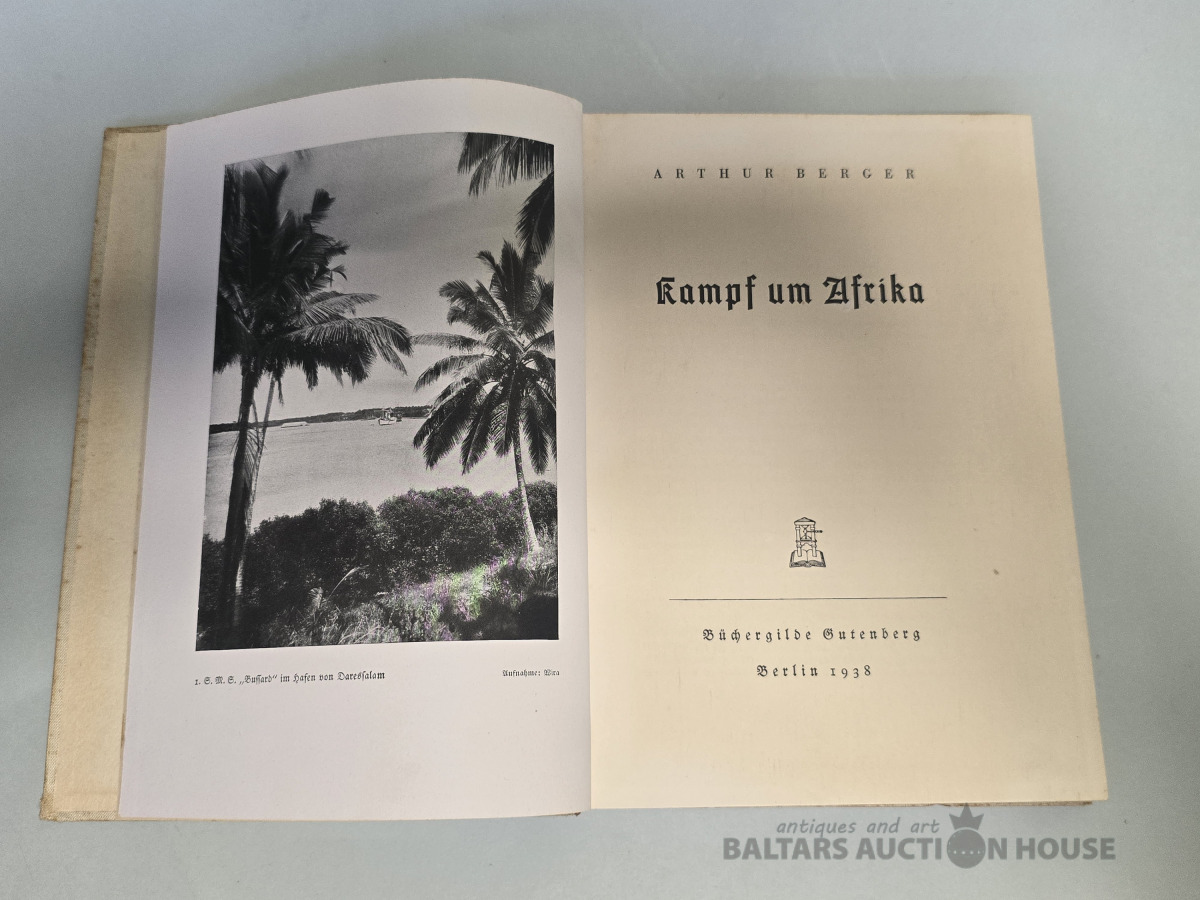 1. S. M. S. „Bussard“ im Hafen von Daressalam
Aufnahme: Wira
ARTHUR BERGER
Kampf um Afrika
Büchergilde Gutenberg
Berlin 1938
antiques and art
BALTARS AUCTION HOUSE